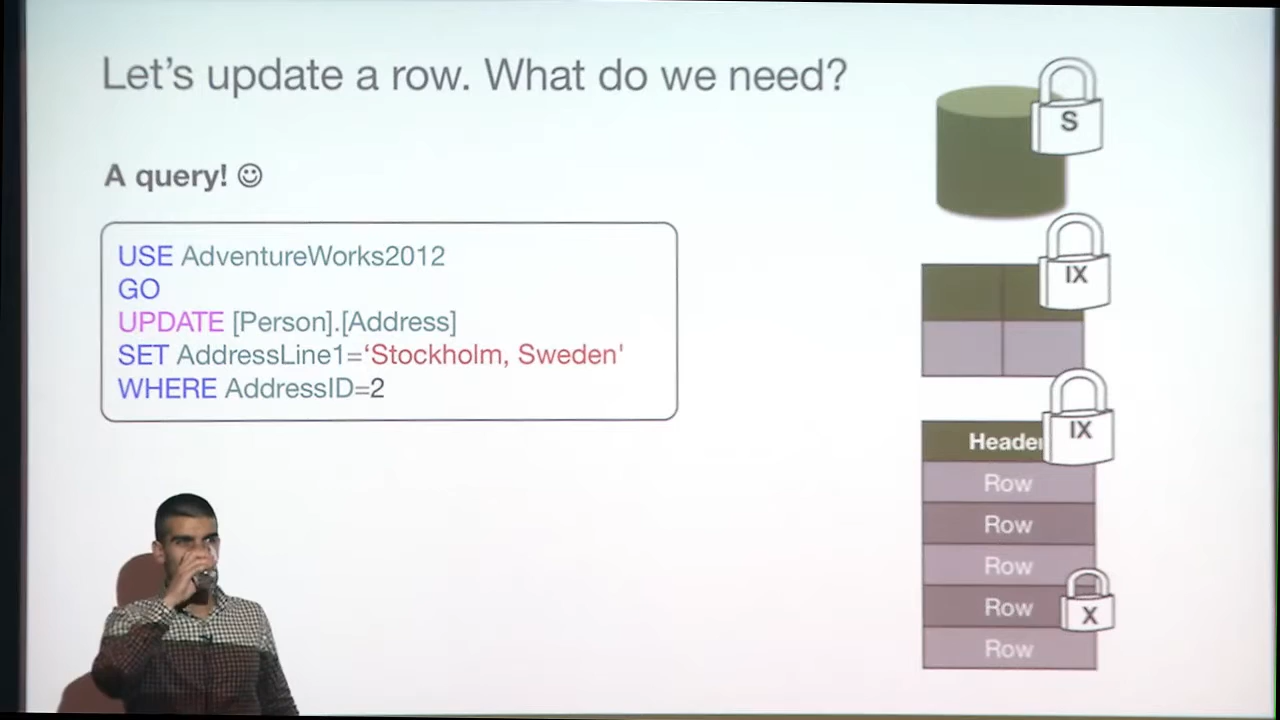 Let's update a row. What do we need?
A query! ☺
USE AdventureWorks2012
GO
UPDATE [Person].[Address]
SET AddressLine1=‘Stockholm, Sweden'
WHERE AddressID=2
S
IX
IX
Header
Row
Row
Row
Row
X
Row